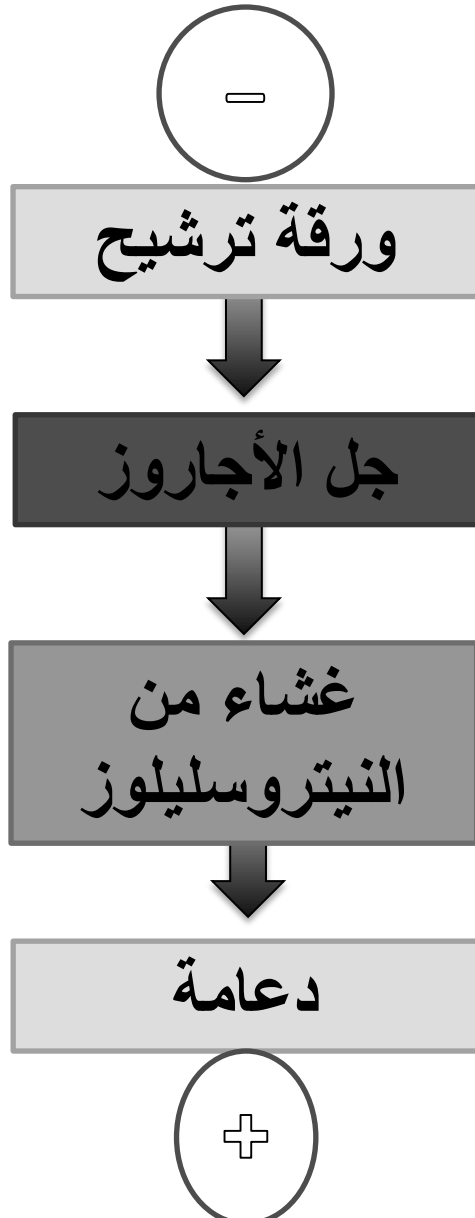 –
ورقة ترشيح
جل الأجاروز
غشاء من
النيتروسليلوز
دعامة
+